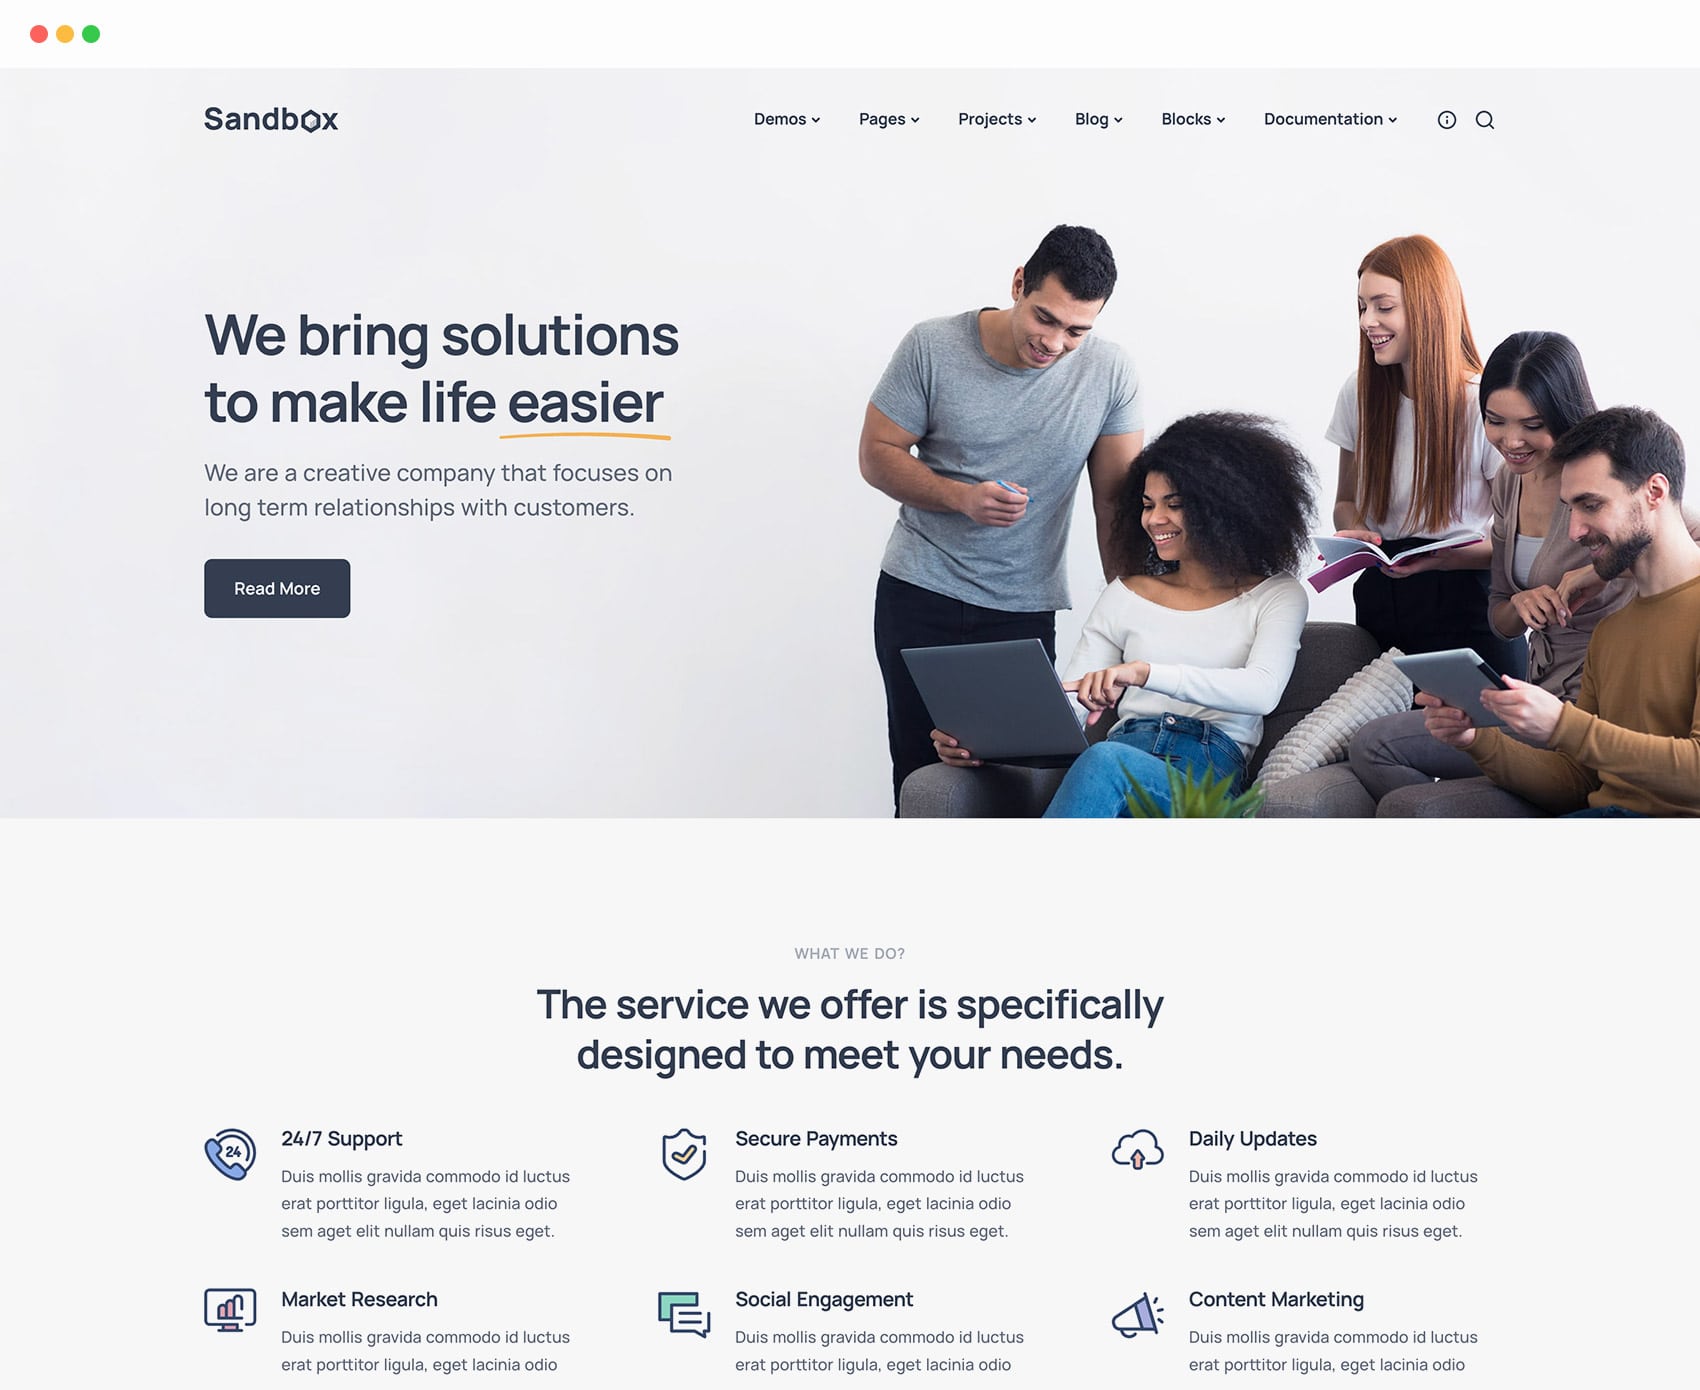 Sandbox
Demos Pages Projects Blog Blocks Documentation
We bring solutions
to make life easier
We are a creative company that focuses on
long term relationships with customers.
Read More
WHAT WE DO?
The service we offer is specifically
designed to meet your needs.
24
24/7 Support
Duis mollis gravida commodo id luctus
erat porttitor ligula, eget lacinia odio
sem aget elit nullam quis risus eget.
Secure Payments
Duis mollis gravida commodo id luctus
erat porttitor ligula, eget lacinia odio
sem aget elit nullam quis risus eget.
Daily Updates
Duis mollis gravida commodo id luctus
erat porttitor ligula, eget lacinia odio
sem aget elit nullam quis risus eget.
Market Research
Duis mollis gravida commodo id luctus
erat porttitor ligula, eget lacinia odio
Social Engagement
Duis mollis gravida commodo id luctus
erat porttitor ligula, eget lacinia odio
Content Marketing
Duis mollis gravida commodo id luctus
erat porttitor ligula, eget lacinia odio